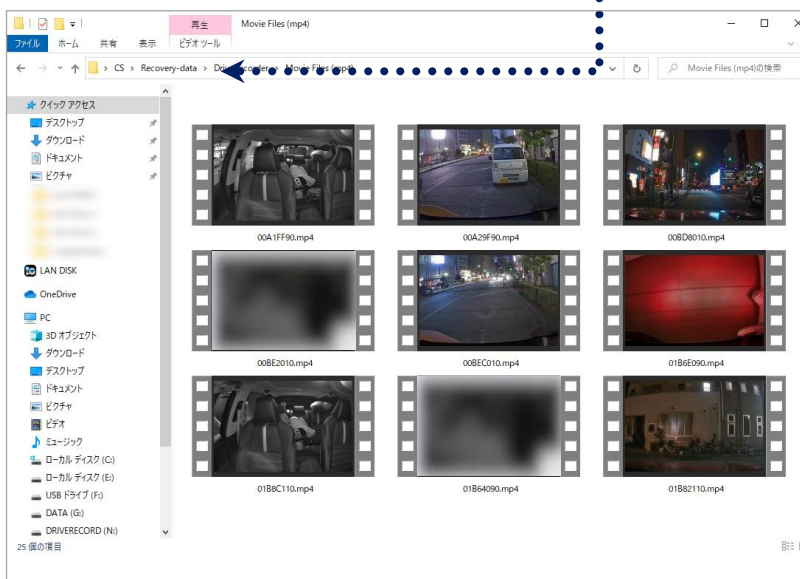 再生
Movie Files (mp4)
ファイル ホーム 共有 表示 ビデオ ツール
CS › Recovery-data › Movie Files (mp4)
Movie Files (mp4)の検索
クイック アクセス
デスクトップ
ダウンロード
ドキュメント
ピクチャ
LAN DISK
OneDrive
PC
3D オブジェクト
ダウンロード
デスクトップ
ドキュメント
ピクチャ
ビデオ
ミュージック
ローカル ディスク (C:)
ローカル ディスク (E:)
USB ドライブ (F:)
DATA (G:)
DRIVERECORD (N:)
00A1FF90.mp4 00A29F90.mp4 00BD8010.mp4
00BE2010.mp4 00BEC010.mp4 01B6E090.mp4
01B8C110.mp4 01B64090.mp4 01B82110.mp4
25 個の項目